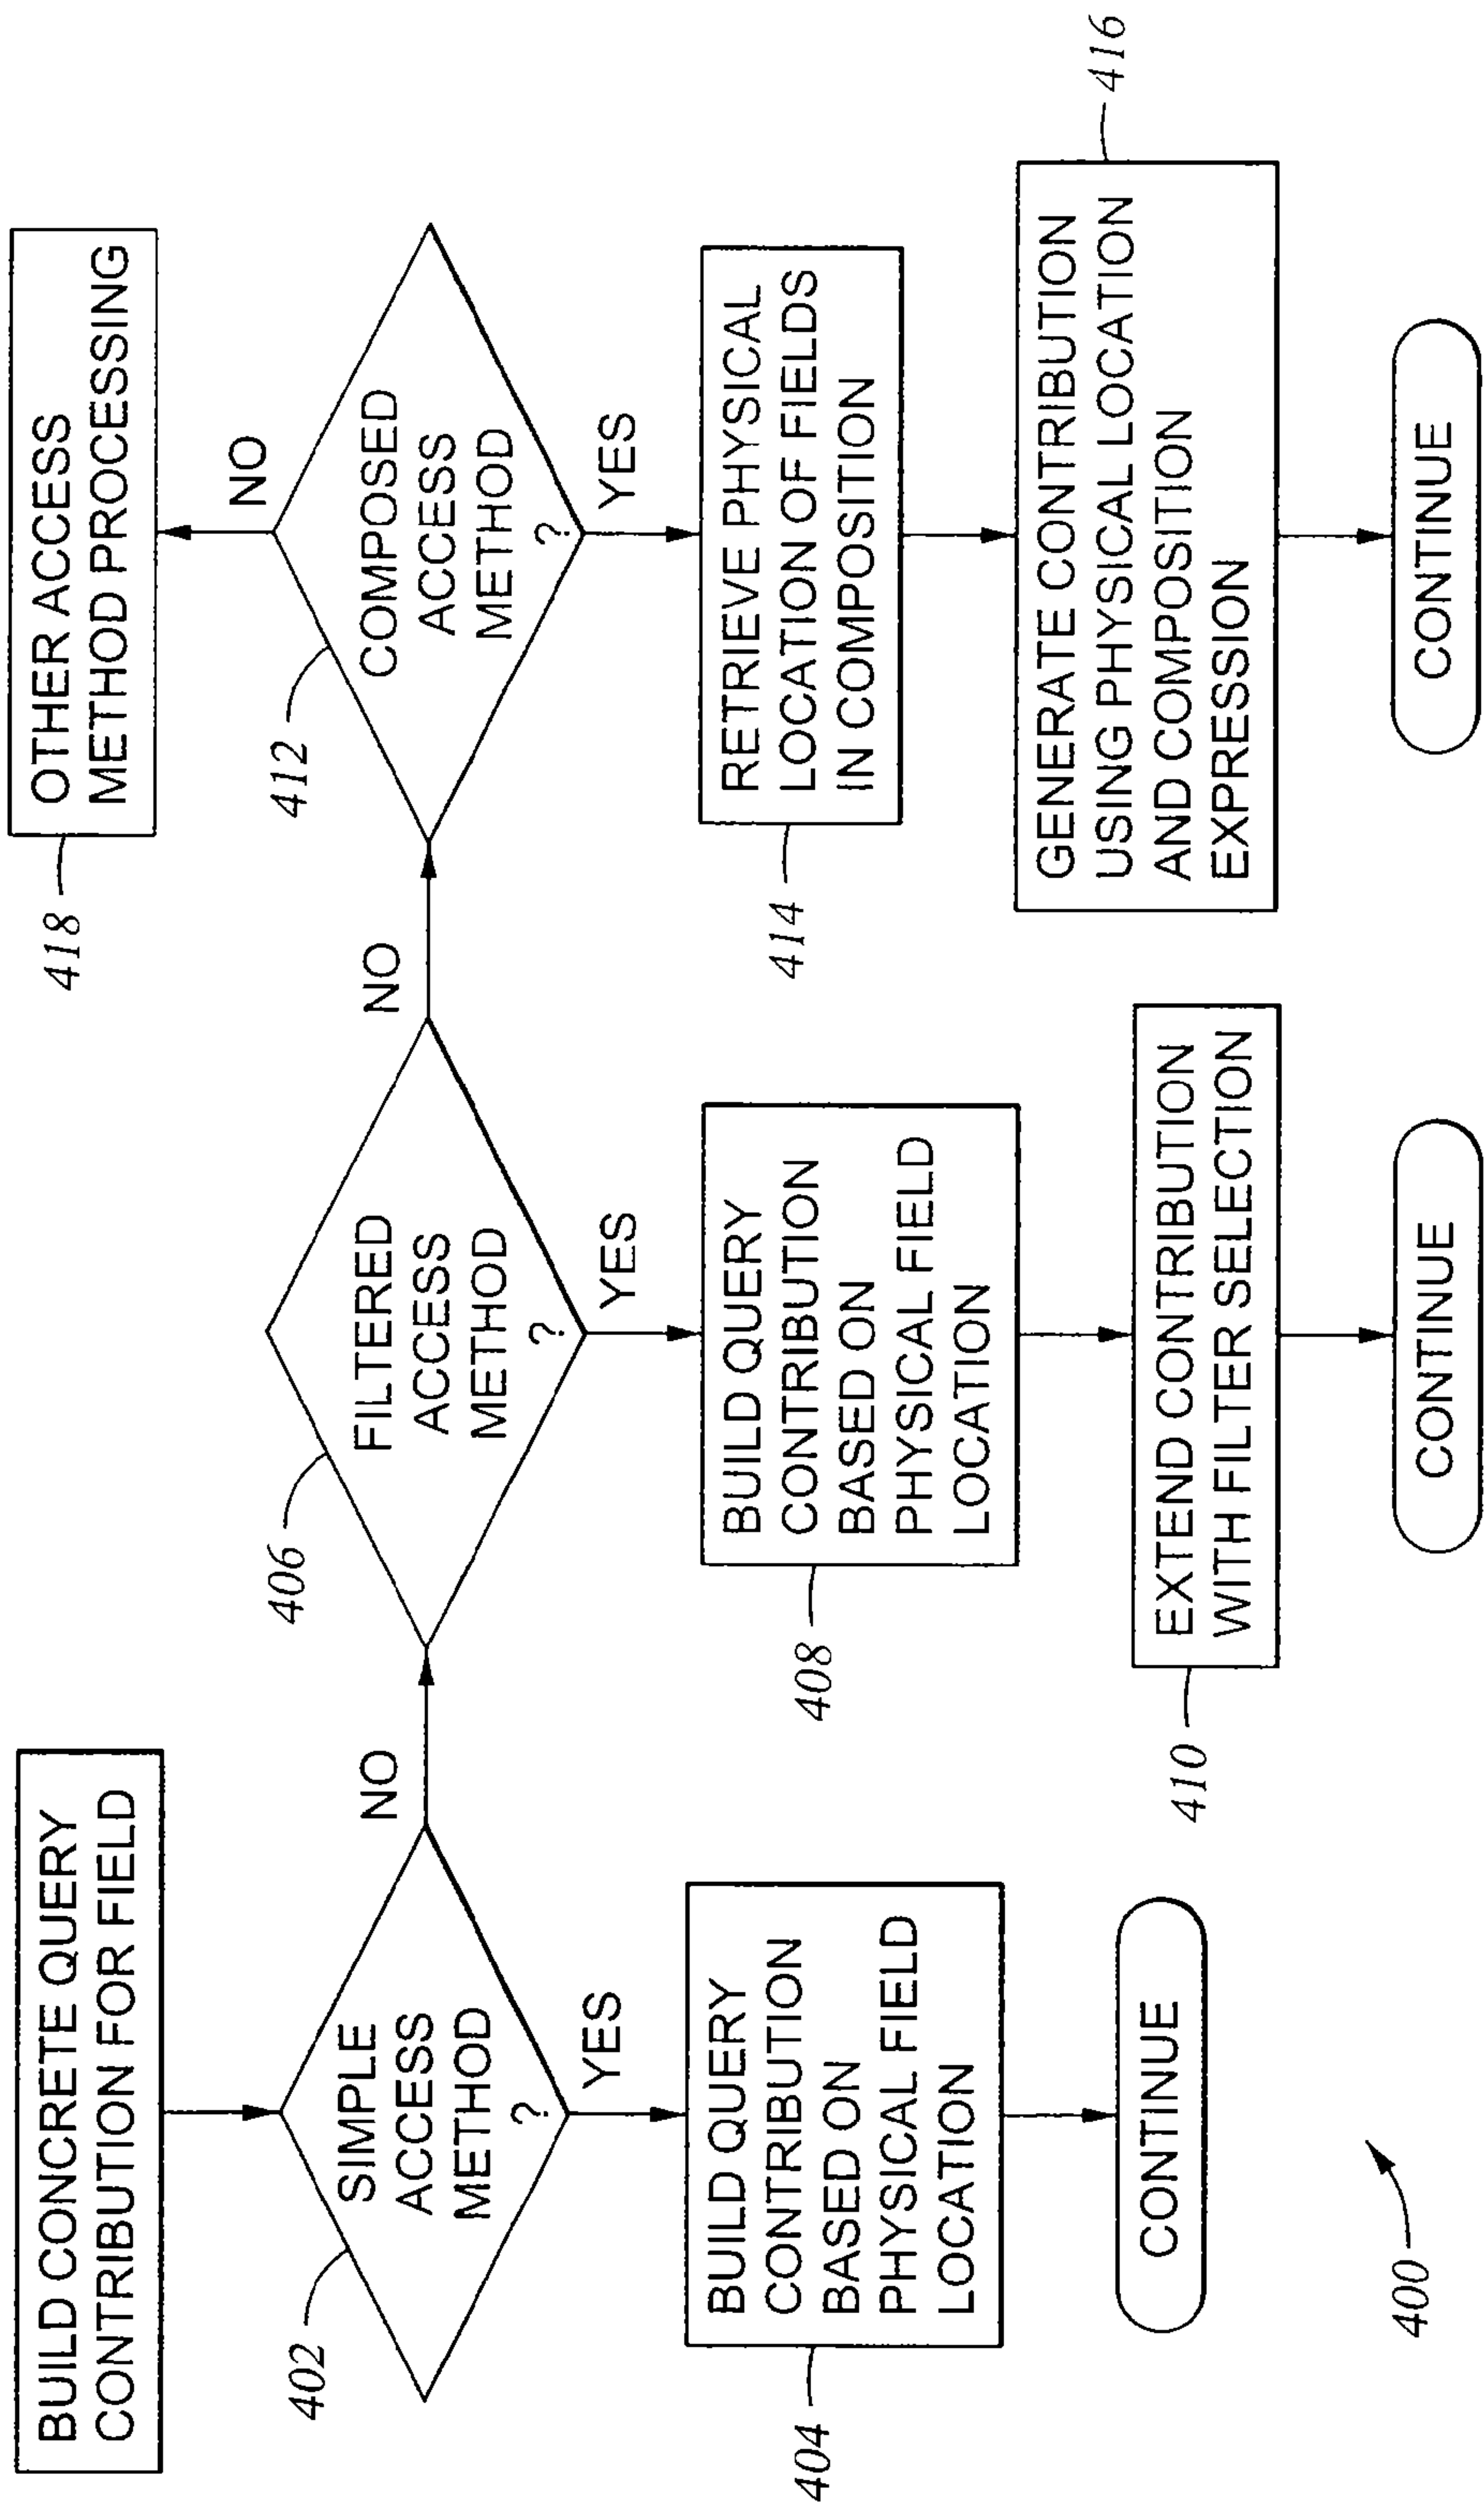 BUILD CONCRETE QUERY
CONTRIBUTION FOR FIELD
402
SIMPLE
ACCESS
METHOD
?
NO
YES
404
BUILD QUERY
CONTRIBUTION
BASED ON
PHYSICAL FIELD
LOCATION
CONTINUE
400
406
FILTERED
ACCESS
METHOD
?
NO
YES
408
BUILD QUERY
CONTRIBUTION
BASED ON
PHYSICAL FIELD
LOCATION
410
EXTEND CONTRIBUTION
WITH FILTER SELECTION
CONTINUE
418
OTHER ACCESS
METHOD PROCESSING
NO
412
COMPOSED
ACCESS
METHOD
?
YES
414
RETRIEVE PHYSICAL
LOCATION OF FIELDS
IN COMPOSITION
416
GENERATE CONTRIBUTION
USING PHYSICAL LOCATION
AND COMPOSITION
EXPRESSION
CONTINUE